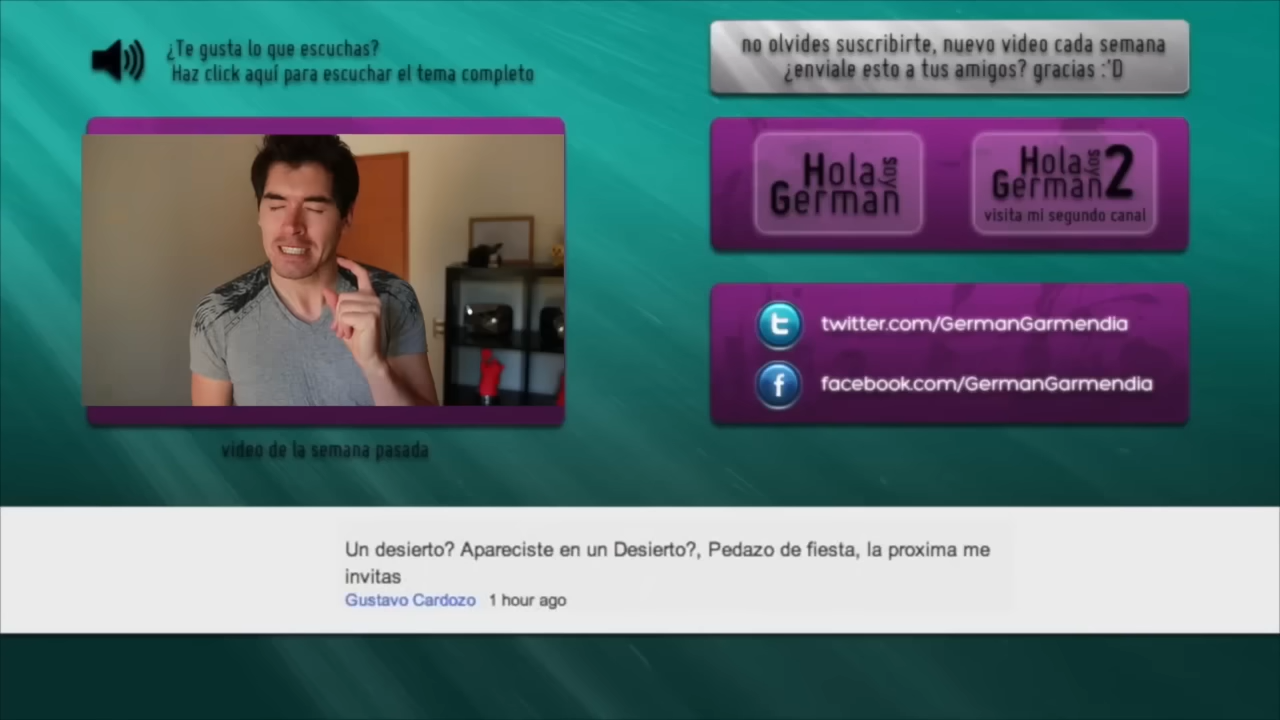 ¿Te gusta lo que escuchas?
Haz click aquí para escuchar el tema completo
no olvides suscribirte, nuevo video cada semana
¿enviale esto a tus amigos? gracias :'D
Hola soy
German
Hola soy 2
German
visita mi segundo canal
twitter.com/GermanGarmendia
facebook.com/GermanGarmendia
video de la semana pasada
Un desierto? Apareciste en un Desierto?, Pedazo de fiesta, la proxima me
invitas
Gustavo Cardozo 1 hour ago